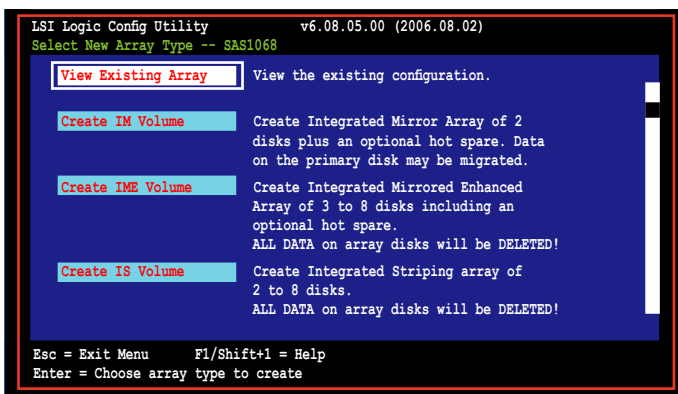 LSI Logic Config Utility v6.08.05.00 (2006.08.02)
Select New Array Type -- SAS1068
View Existing Array View the existing configuration.
Create IM Volume Create Integrated Mirror Array of 2
disks plus an optional hot spare. Data
on the primary disk may be migrated.
Create IME Volume Create Integrated Mirrored Enhanced
Array of 3 to 8 disks including an
optional hot spare.
ALL DATA on array disks will be DELETED!
Create IS Volume Create Integrated Striping array of
2 to 8 disks.
ALL DATA on array disks will be DELETED!
Esc = Exit Menu F1/Shift+1 = Help
Enter = Choose array type to create